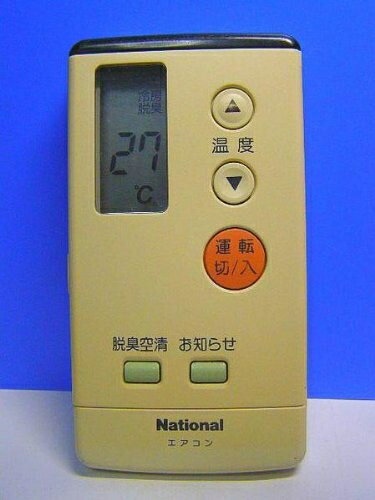 冷房
脱臭
27
℃
▲
温度
▼
運転
切/入
脱臭空清 お知らせ
National
エアコン